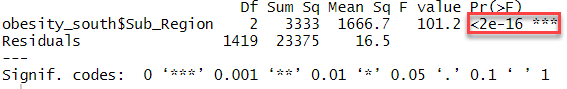 Df Sum Sq Mean Sq F value Pr(>F)
obesity_south$Sub_Region 2 3333 1666.7 101.2 <2e-16 ***
Residuals 1419 23375 16.5
---
Signif. codes: 0 ‘***’ 0.001 ‘**’ 0.01 ‘*’ 0.05 ‘.’ 0.1 ‘ ’ 1